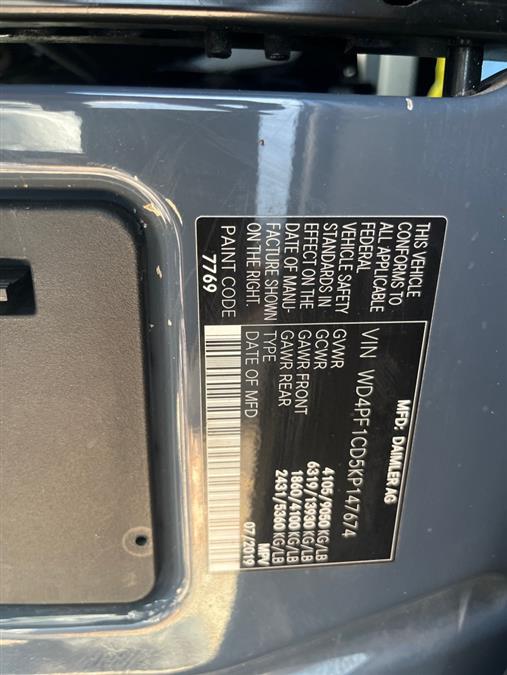 MFD: DAIMLER AG
VIN WD4PF1CD5KP147674
GVWR 4105/9050 KG/LB
GCWR 6319/13930 KG/LB
GAWR FRONT 1860/4100 KG/LB
GAWR REAR 2431/5360 KG/LB
TYPE MPV
DATE OF MFD 07/2019
THIS VEHICLE
CONFORMS TO
ALL APPLICABLE
FEDERAL
VEHICLE SAFETY
STANDARDS IN
EFFECT ON THE
DATE OF MANU-
FACTURE SHOWN
ON THE RIGHT.
PAINT CODE
7769